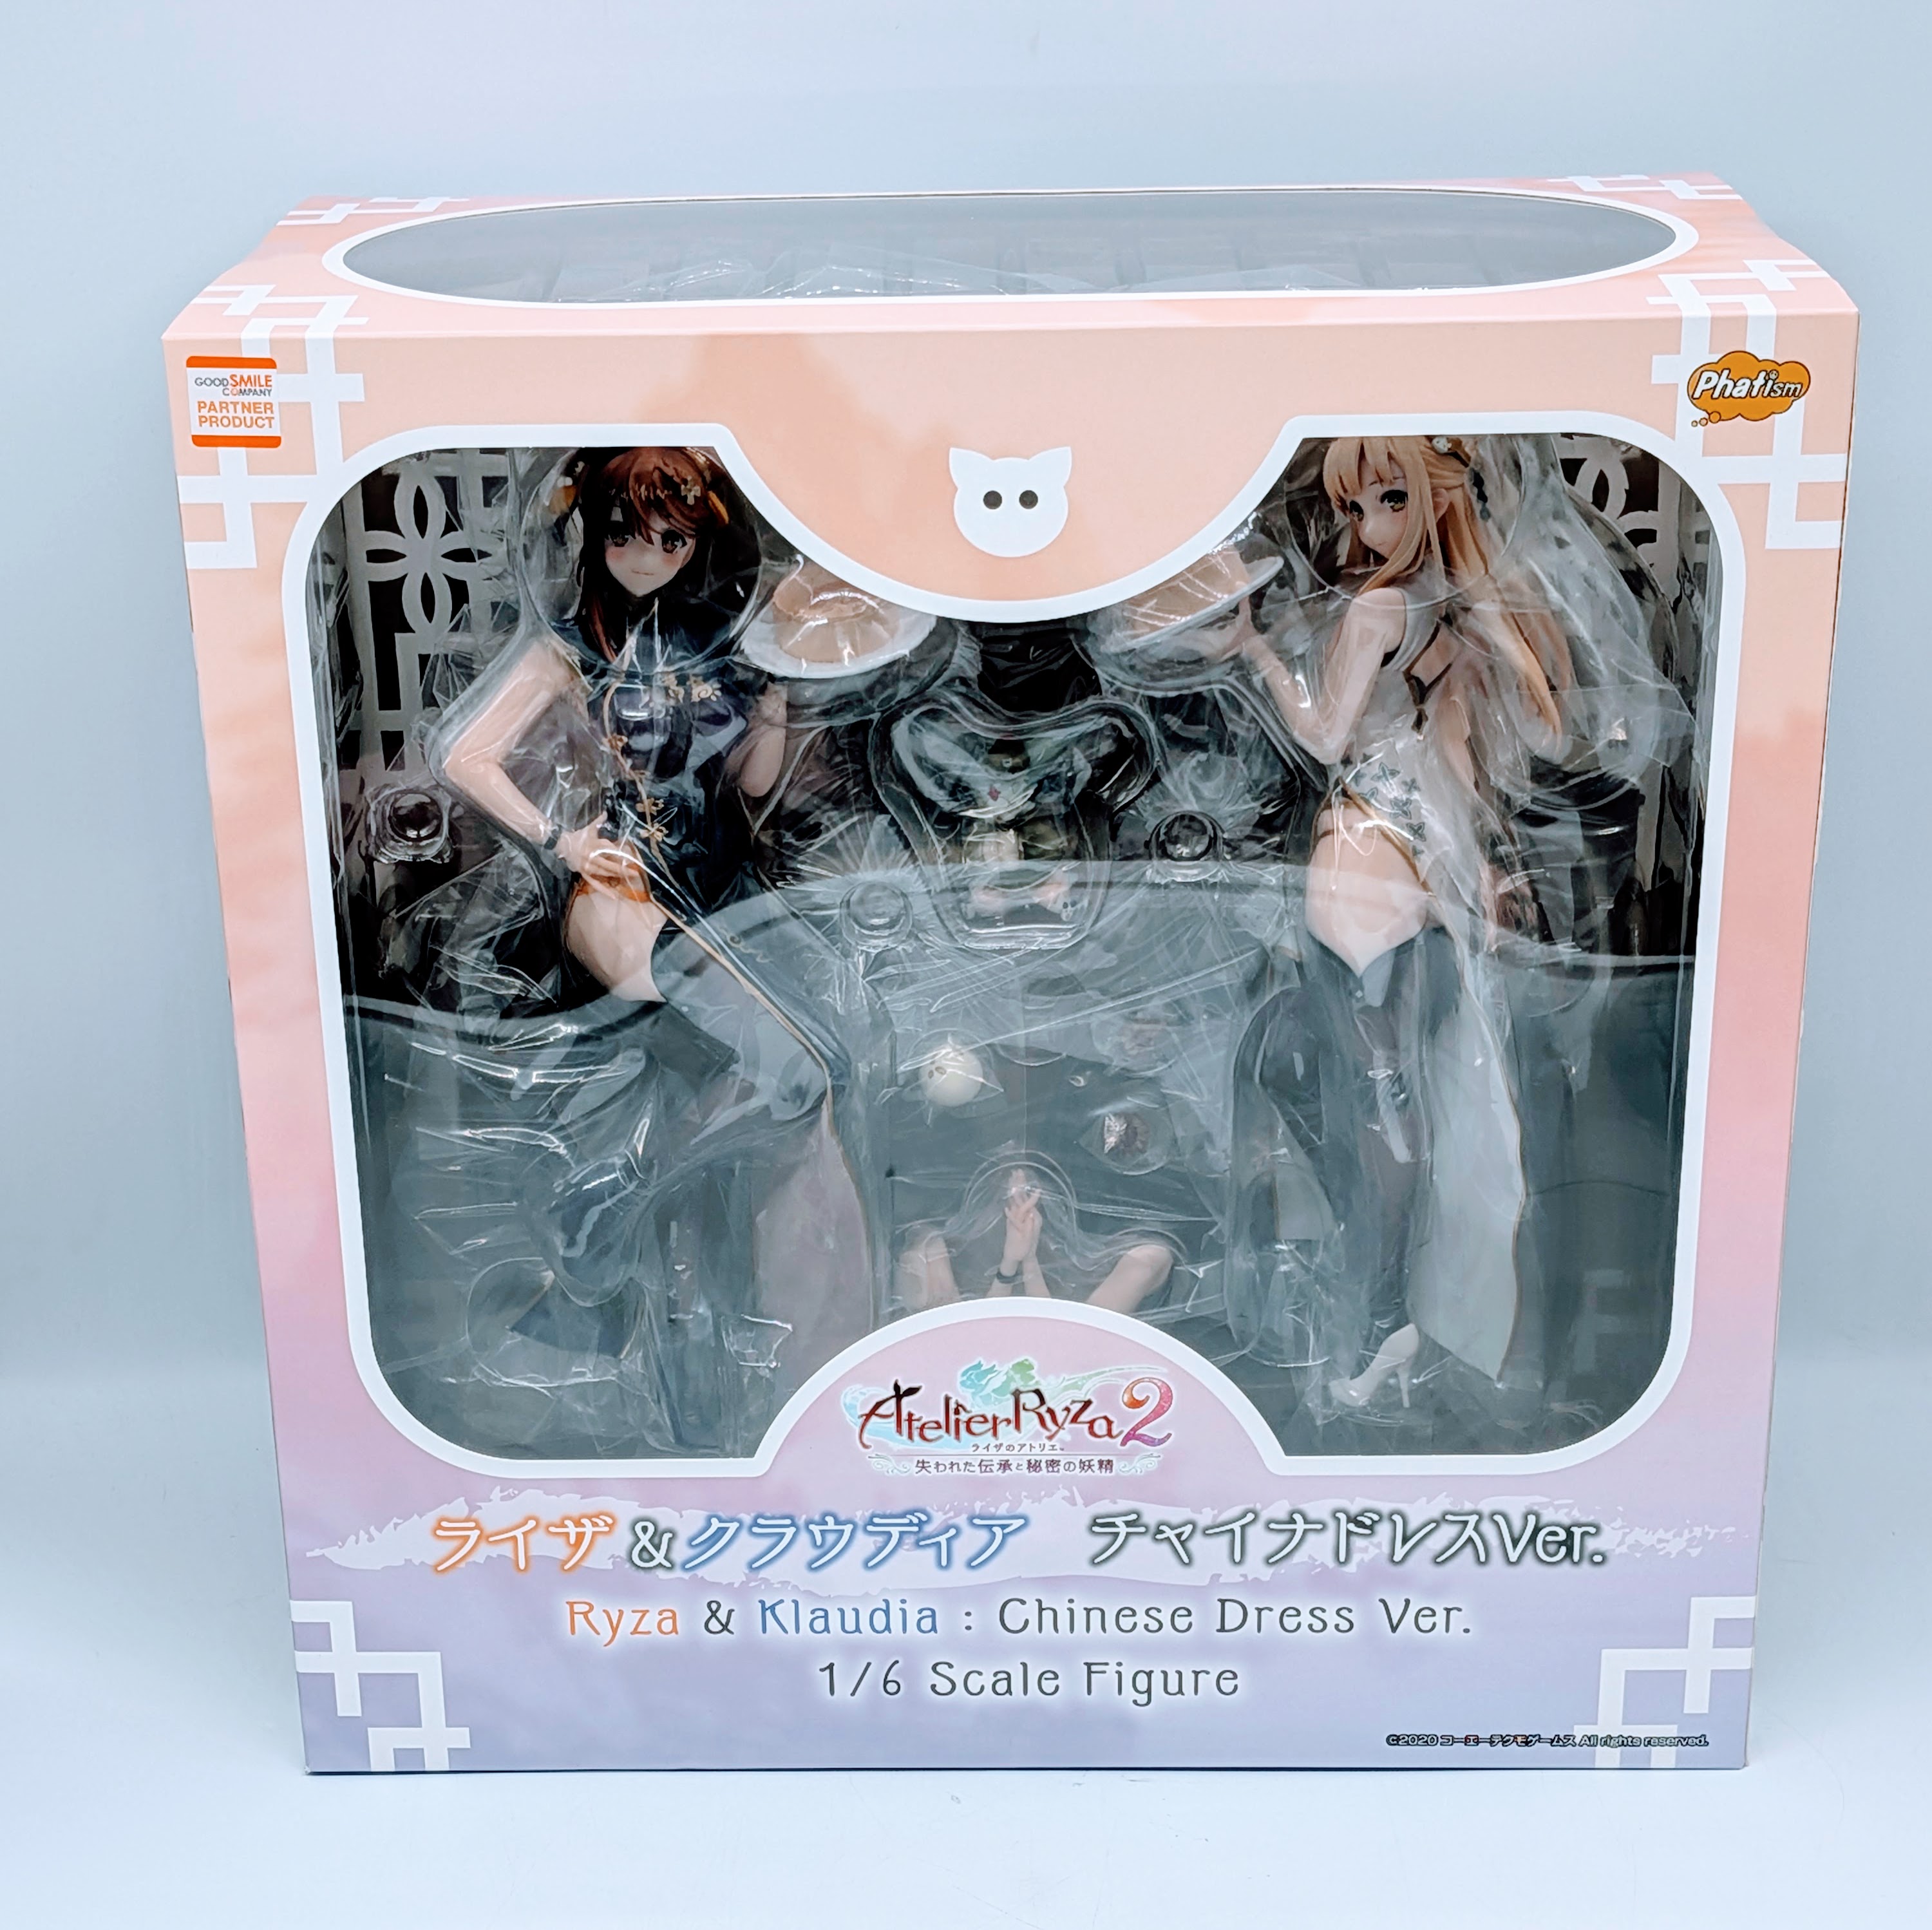 GOOD SMILE
COMPANY
PARTNER
PRODUCT
Phatism
Atelier Ryza 2
ライザのアトリエ
失われた伝承と秘密の妖精
ライザ & クラウディア チャイナドレスVer.
Ryza & Klaudia : Chinese Dress Ver.
1/6 Scale Figure
©2020 コーエーテクモゲームス All rights reserved.